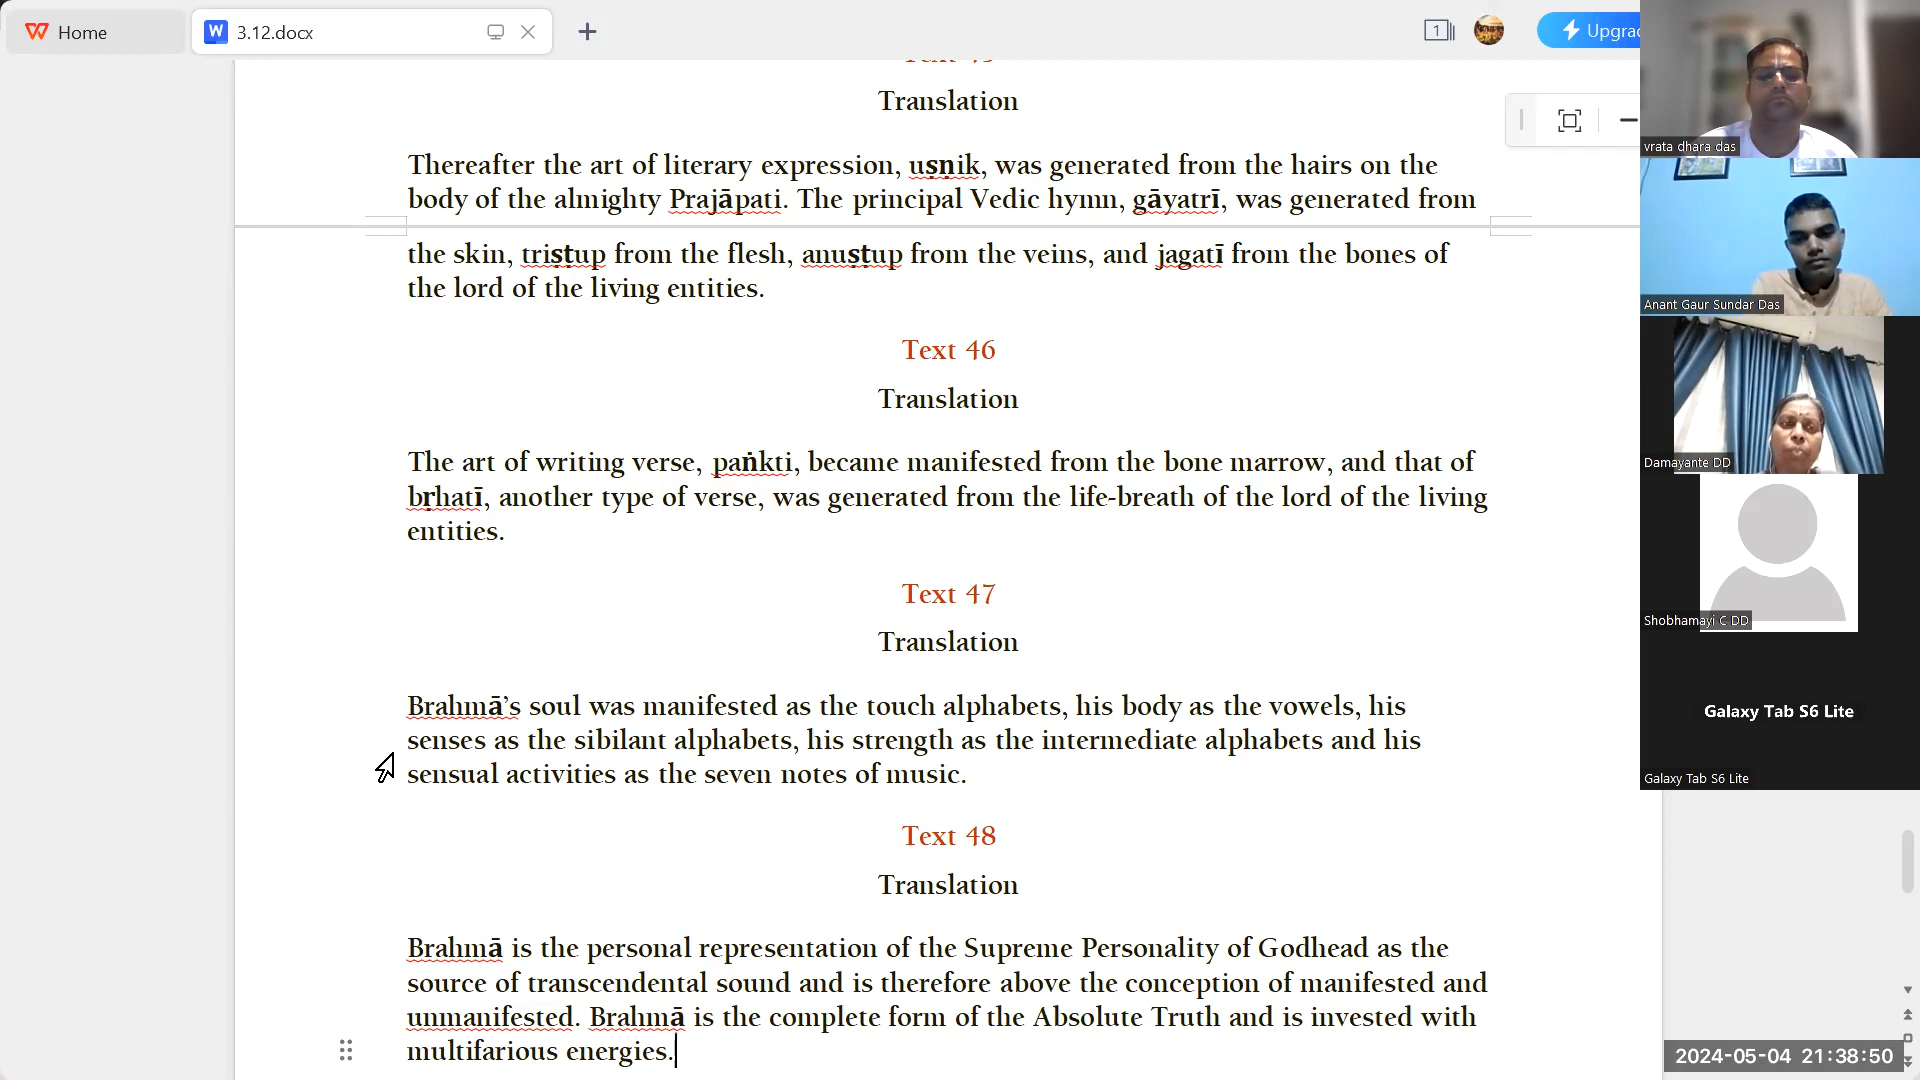 Home
3.12.docx
1
Translation
Thereafter the art of literary expression, uṣṇik, was generated from the hairs on the
body of the almighty Prajāpati. The principal Vedic hymn, gāyatrī, was generated from
the skin, triṣṭup from the flesh, anuṣṭup from the veins, and jagatī from the bones of
the lord of the living entities.
Text 46
Translation
The art of writing verse, paṅkti, became manifested from the bone marrow, and that of
bṛhatī, another type of verse, was generated from the life-breath of the lord of the living
entities.
Text 47
Translation
Brahmā’s soul was manifested as the touch alphabets, his body as the vowels, his
senses as the sibilant alphabets, his strength as the intermediate alphabets and his
sensual activities as the seven notes of music.
Text 48
Translation
Brahmā is the personal representation of the Supreme Personality of Godhead as the
source of transcendental sound and is therefore above the conception of manifested and
unmanifested. Brahmā is the complete form of the Absolute Truth and is invested with
multifarious energies.
vrata dhara das
Anant Gaur Sundar Das
Damayante DD
Shobhamayi C DD
Galaxy Tab S6 Lite
Galaxy Tab S6 Lite
2024-05-04 21:38:50